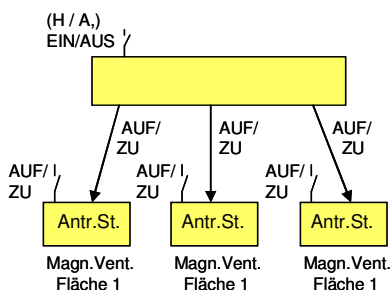 (H / A,)
EIN/AUS
AUF/ ZU
AUF/ ZU
AUF/ ZU
AUF/ ZU
AUF/ ZU
AUF/ ZU
Antr.St.
Antr.St.
Antr.St.
Magn.Vent.
Fläche 1
Magn.Vent.
Fläche 1
Magn.Vent.
Fläche 1